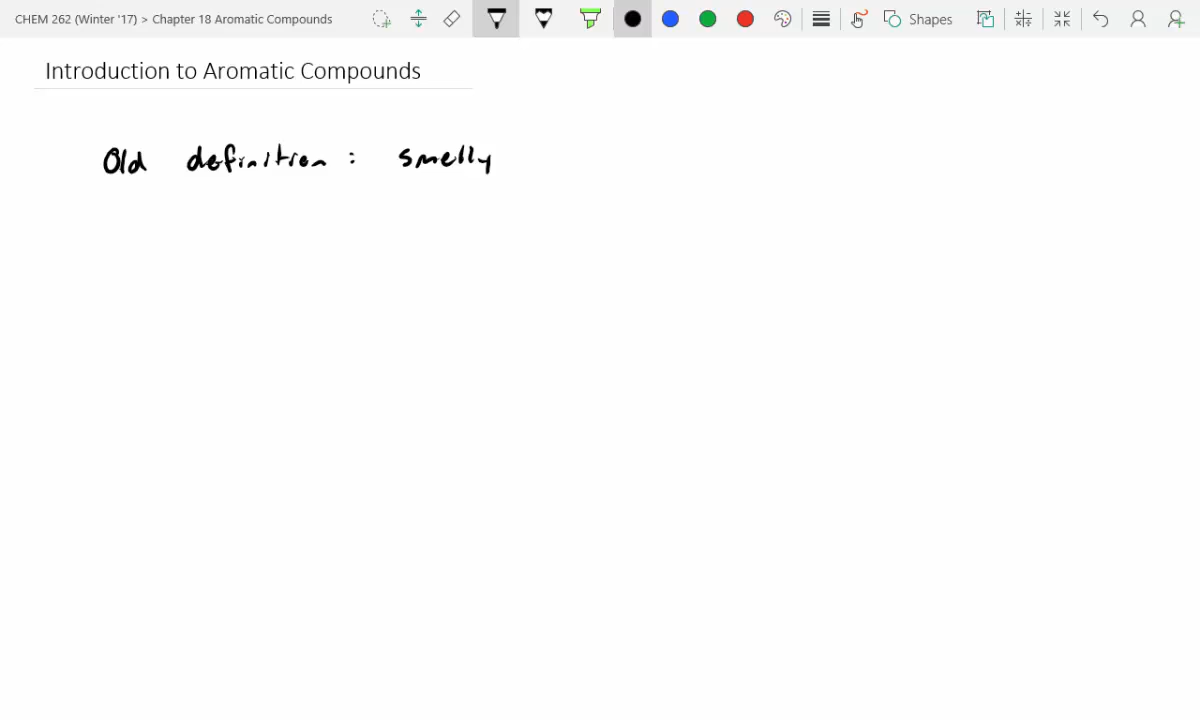 CHEM 262 (Winter '17) > Chapter 18 Aromatic Compounds Shapes
Introduction to Aromatic Compounds
Old definition : smelly